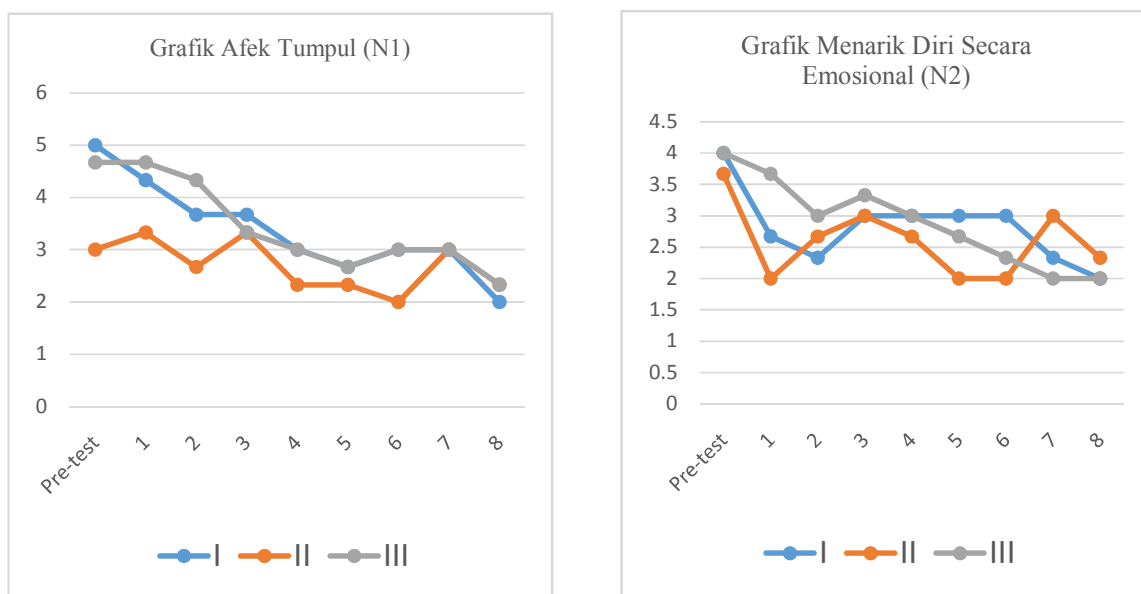 Grafik Afek Tumpul (N1)
6
5
4
3
2
1
0
Pre-test 1 2 3 4 5 6 7 8
I II III
Grafik Menarik Diri Secara
Emosional (N2)
4.5
4
3.5
3
2.5
2
1.5
1
0.5
0
Pre-test 1 2 3 4 5 6 7 8
I II III